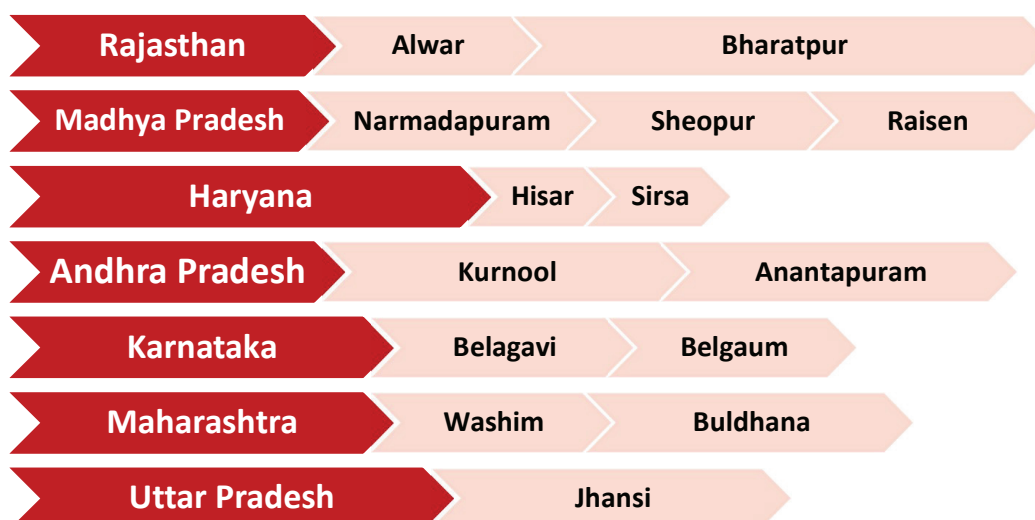 Rajasthan Alwar Bharatpur
Madhya Pradesh Narmadapuram Sheopur Raisen
Haryana Hisar Sirsa
Andhra Pradesh Kurnool Anantapuram
Karnataka Belagavi Belgaum
Maharashtra Washim Buldhana
Uttar Pradesh Jhansi